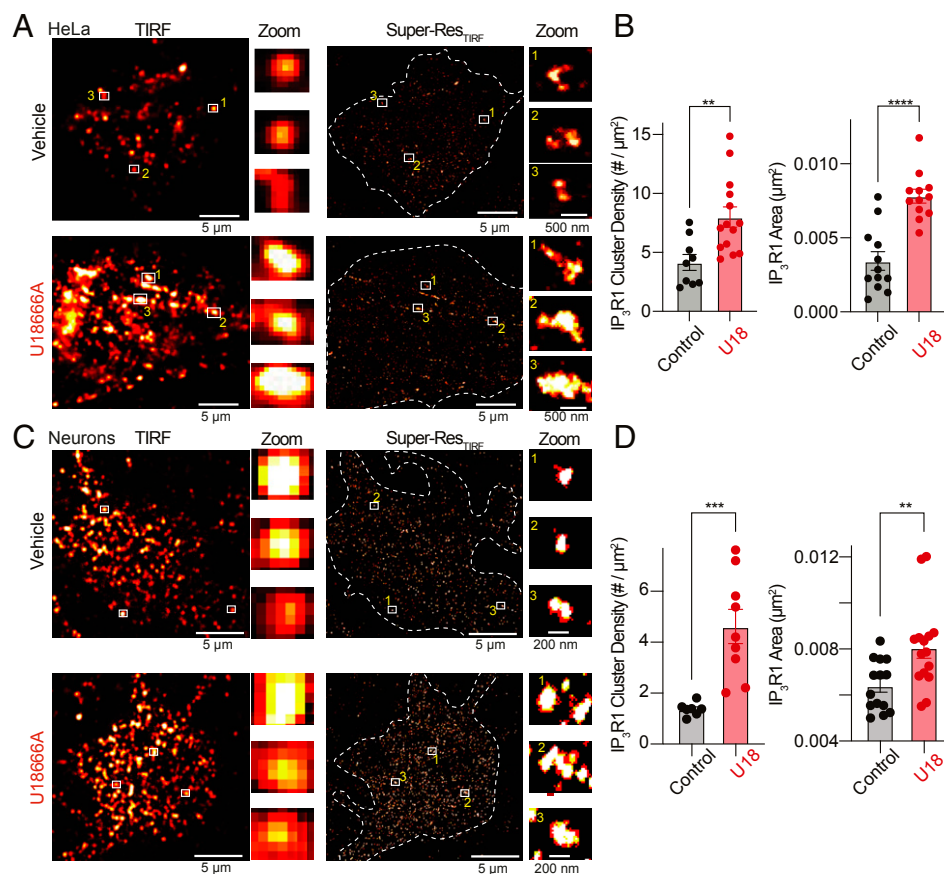 A HeLa TIRF Zoom Super-Res_TIRF Zoom
Vehicle
3
1
2
5 µm
3
1
2
5 µm
1
2
3
500 nm
U18666A
1
3
2
5 µm
1
3
2
5 µm
1
2
3
500 nm
B
**
IP3R1 Cluster Density (# / µm²)
15
10
5
0
Control
U18
****
IP3R1 Area (µm²)
0.010
0.005
0.000
Control
U18
C Neurons TIRF Zoom Super-Res_TIRF Zoom
Vehicle
5 µm
2
1
3
5 µm
1
2
3
200 nm
U18666A
5 µm
1
3
2
5 µm
1
2
3
200 nm
D
***
IP3R1 Cluster Density (# / µm²)
6
4
2
0
Control
U18
**
IP3R1 Area (µm²)
0.012
0.008
0.004
Control
U18